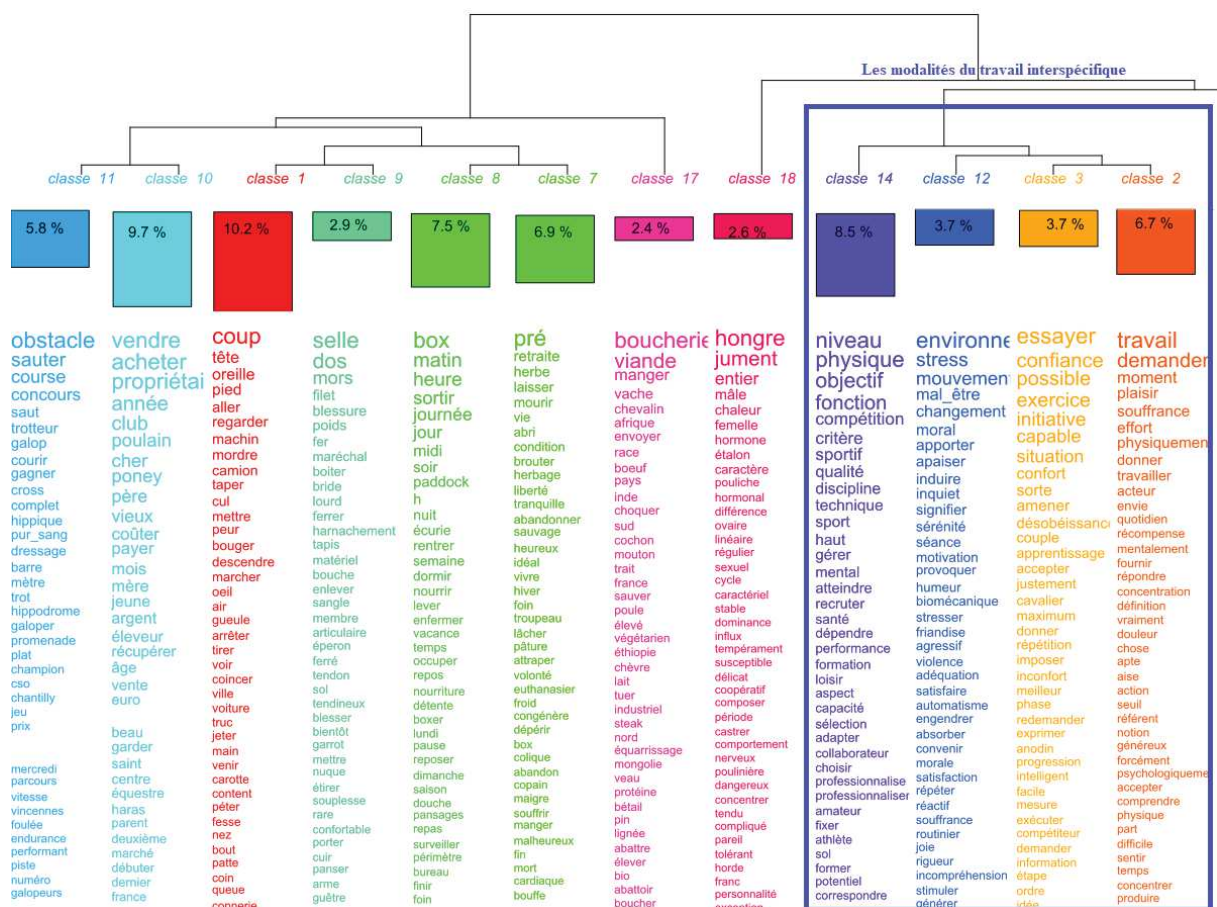 Les modalités du travail interspécifique
classe 11
classe 10
classe 1
classe 9
classe 8
classe 7
classe 17
classe 18
classe 14
classe 12
classe 3
classe 2
5.8 %
9.7 %
10.2 %
2.9 %
7.5 %
6.9 %
2.4 %
2.6 %
8.5 %
3.7 %
3.7 %
6.7 %
obstacle
sauter
course
concours
saut
trotteur
galop
courir
gagner
cross
complet
hippique
pur_sang
dressage
barre
mètre
trot
hippodrome
galoper
promenade
plat
champion
cso
chantilly
jeu
prix
mercredi
parcours
vitesse
vincennes
foulée
endurance
performant
piste
numéro
galopeurs
vendre
acheter
propriétai
année
club
poulain
cher
poney
père
vieux
coûter
payer
mois
mère
jeune
argent
éleveur
récupérer
âge
vente
euro
beau
garder
saint
centre
équestre
haras
parent
deuxième
marché
débuter
dernier
france
coup
tête
oreille
pied
aller
regarder
machin
mordre
camion
taper
cul
mettre
peur
bouger
descendre
marcher
oeil
air
gueule
arrêter
tirer
voir
coincer
ville
voiture
truc
jeter
main
venir
carotte
content
péter
fesse
nez
bout
patte
coin
queue
connerie
selle
dos
mors
filet
blessure
poids
fer
maréchal
boiter
bride
lourd
ferrer
harnachement
tapis
matériel
bouche
enlever
sangle
membre
articulaire
éperon
ferré
tendon
sol
tendineux
blesser
bientôt
garrot
mettre
nuque
étirer
souplesse
rare
confortable
porter
cuir
panser
arme
guêtre
box
matin
heure
sortir
journée
jour
midi
soir
paddock
h
nuit
écurie
rentrer
semaine
dormir
nourrir
lever
enfermer
vacance
temps
occuper
repos
nourriture
détente
boxer
lundi
pause
reposer
dimanche
saison
douche
pansages
repas
surveiller
périmètre
bureau
finir
foin
pré
retraite
herbe
laisser
mourir
vie
abri
condition
brouter
herbage
liberté
tranquille
abandonner
sauvage
heureux
idéal
vivre
hiver
foin
troupeau
lâcher
pâture
attraper
volonté
euthanasier
froid
congénère
dépérir
box
colique
abandon
copain
maigre
souffrir
manger
malheureux
fin
mort
cardiaque
bouffe
boucherie
viande
manger
vache
chevalin
afrique
envoyer
race
boeuf
pays
inde
choquer
sud
cochon
mouton
trait
france
sauver
poule
élevé
végétarien
éthiopie
chèvre
lait
tuer
industriel
steak
nord
équarrissage
mongolie
veau
protéine
bétail
pin
lignée
abattre
élever
bio
abattoir
boucher
hongre
jument
entier
mâle
chaleur
femelle
hormone
étalon
caractère
pouliche
hormonal
différence
ovaire
linéaire
régulier
sexuel
cycle
caractériel
stable
dominance
influx
tempérament
susceptible
délicat
coopératif
composer
période
castrer
comportement
nerveux
poulinière
dangereux
concentrer
tendu
compliqué
pareil
tolérant
horde
franc
personnalité
niveau
physique
objectif
fonction
compétition
critère
sportif
qualité
discipline
technique
sport
haut
gérer
mental
atteindre
recruter
santé
dépendre
performance
formation
loisir
aspect
capacité
sélection
adapter
collaborateur
choisir
professionnalise
professionnaliser
amateur
fixer
athlète
sol
former
potentiel
correspondre
environne
stress
mouvement
mal_être
changement
moral
apporter
apaiser
induire
inquiet
signifier
sérénité
séance
motivation
provoquer
humeur
biomécanique
stresser
friandise
agressif
violence
adéquation
satisfaire
automatisme
engendrer
absorber
convenir
morale
satisfaction
répéter
réactif
souffrance
routinier
joie
rigueur
incompréhension
stimuler
générer
essayer
confiance
possible
exercice
initiative
capable
situation
confort
sorte
amener
désobéissanc
couple
apprentissage
accepter
justement
cavalier
maximum
donner
répétition
imposer
inconfort
meilleur
phase
redemander
exprimer
anodin
progression
intelligent
facile
mesure
exécuter
compétiteur
demander
information
étape
ordre
idée
travail
demander
moment
plaisir
souffrance
effort
physiquemen
donner
travailler
acteur
envie
quotidien
récompense
mentalement
fournir
répondre
concentration
définition
vraiment
douleur
chose
apte
aise
action
seuil
référent
notion
généreux
forcément
psychologiqueme
accepter
comprendre
physique
part
difficile
sentir
temps
concentrer
produire